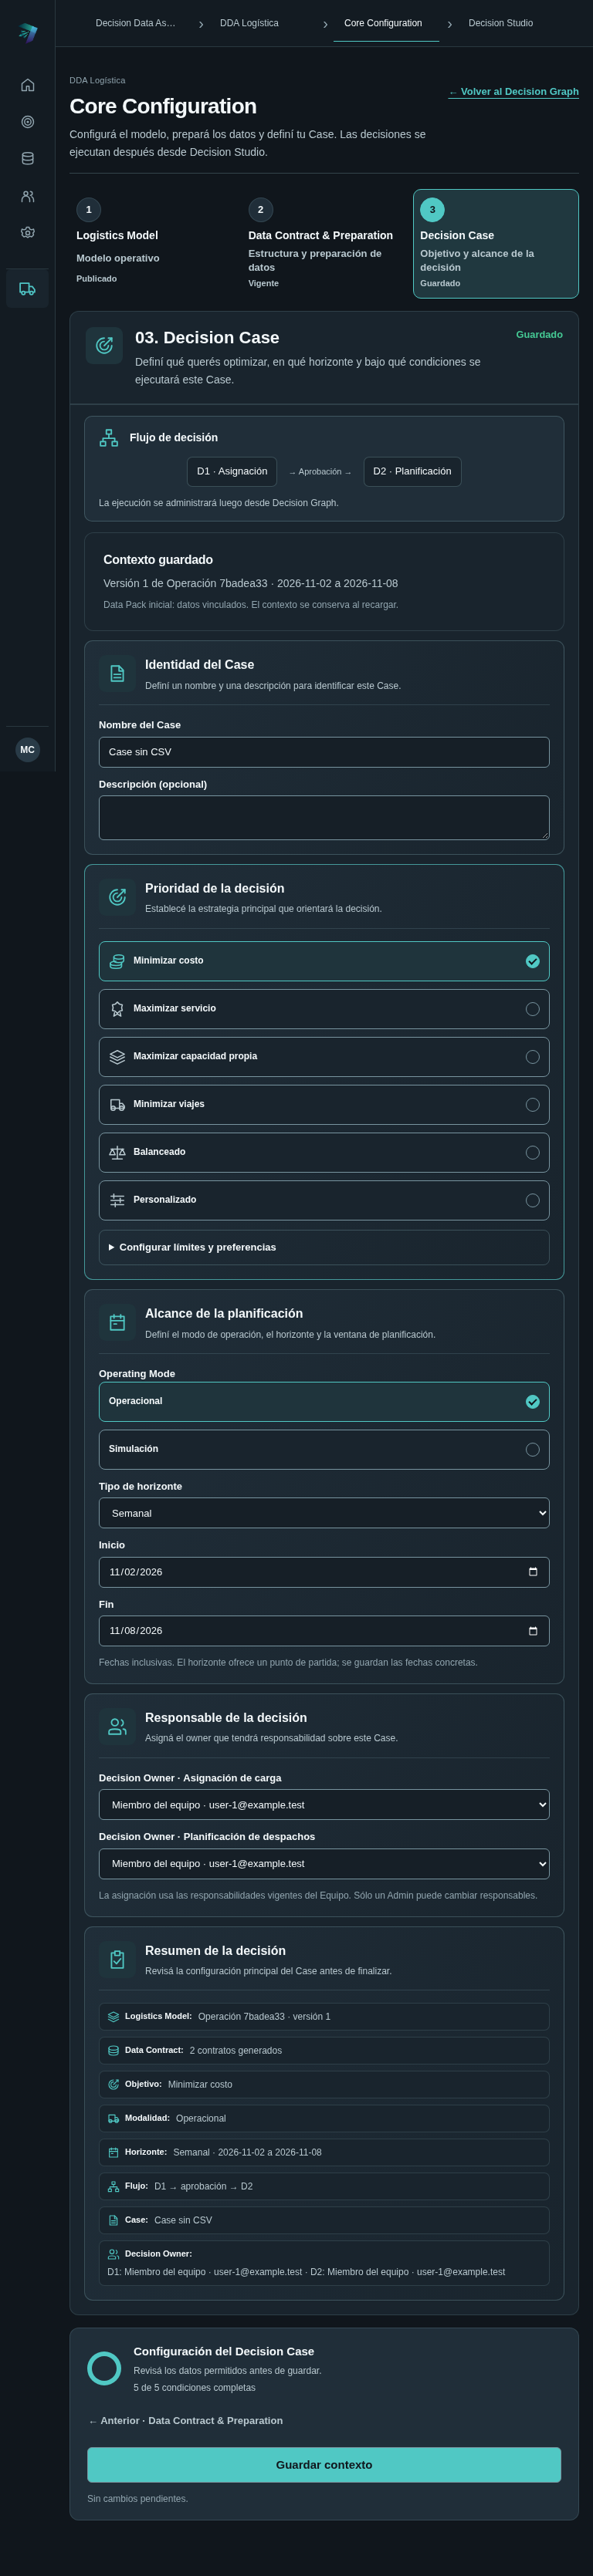 Decision Data As… › DDA Logística › Core Configuration › Decision Studio
DDA Logística
← Volver al Decision Graph
Core Configuration
Configurá el modelo, prepará los datos y definí tu Case. Las decisiones se
ejecutan después desde Decision Studio.
1
Logistics Model
Modelo operativo
Publicado
2
Data Contract & Preparation
Estructura y preparación de
datos
Vigente
3
Decision Case
Objetivo y alcance de la
decisión
Guardado
03. Decision Case
Guardado
Definí qué querés optimizar, en qué horizonte y bajo qué condiciones se
ejecutará este Case.
Flujo de decisión
D1 · Asignación → Aprobación → D2 · Planificación
La ejecución se administrará luego desde Decision Graph.
Contexto guardado
Versión 1 de Operación 7badea33 · 2026-11-02 a 2026-11-08
Data Pack inicial: datos vinculados. El contexto se conserva al recargar.
Identidad del Case
Definí un nombre y una descripción para identificar este Case.
Nombre del Case
Case sin CSV
Descripción (opcional)
MC
Prioridad de la decisión
Establecé la estrategia principal que orientará la decisión.
Minimizar costo
Maximizar servicio
Maximizar capacidad propia
Minimizar viajes
Balanceado
Personalizado
▶ Configurar límites y preferencias
Alcance de la planificación
Definí el modo de operación, el horizonte y la ventana de planificación.
Operating Mode
Operacional
Simulación
Tipo de horizonte
Semanal
Inicio
11/02/2026
Fin
11/08/2026
Fechas inclusivas. El horizonte ofrece un punto de partida; se guardan las fechas concretas.
Responsable de la decisión
Asigná el owner que tendrá responsabilidad sobre este Case.
Decision Owner · Asignación de carga
Miembro del equipo · user-1@example.test
Decision Owner · Planificación de despachos
Miembro del equipo · user-1@example.test
La asignación usa las responsabilidades vigentes del Equipo. Sólo un Admin puede cambiar responsables.
Resumen de la decisión
Revisá la configuración principal del Case antes de finalizar.
Logistics Model: Operación 7badea33 · versión 1
Data Contract: 2 contratos generados
Objetivo: Minimizar costo
Modalidad: Operacional
Horizonte: Semanal · 2026-11-02 a 2026-11-08
Flujo: D1 → aprobación → D2
Case: Case sin CSV
Decision Owner:
D1: Miembro del equipo · user-1@example.test · D2: Miembro del equipo · user-1@example.test
Configuración del Decision Case
Revisá los datos permitidos antes de guardar.
5 de 5 condiciones completas
← Anterior · Data Contract & Preparation
Guardar contexto
Sin cambios pendientes.